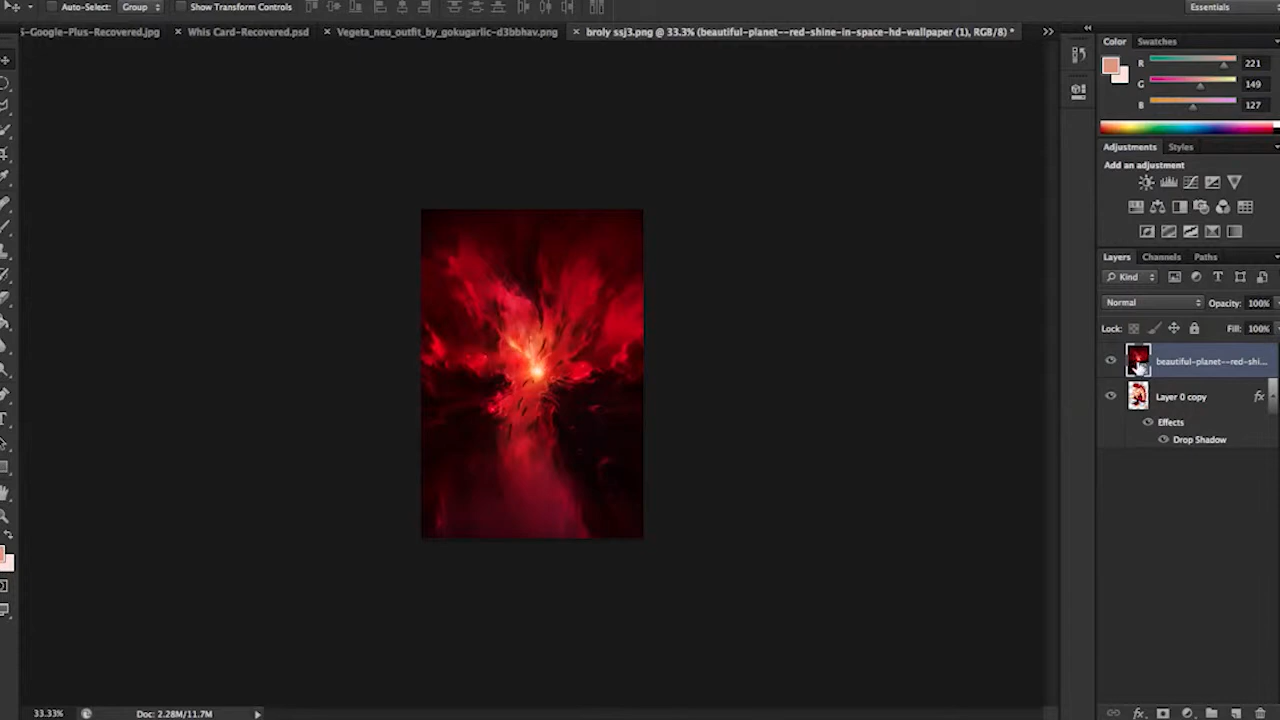 Auto-Select: Group Show Transform Controls Essentials
-Google-Plus-Recovered.jpg × Whis Card-Recovered.psd × Vegeta_neu_outfit_by_gokugarlic-d3bbhav.png × broly ssj3.png @ 33.3% (beautiful-planet--red-shine-in-space-hd-wallpaper (1), RGB/8) *
Color Swatches
R 221
G 149
B 127
Adjustments Styles
Add an adjustment
Layers Channels Paths
Kind
Normal Opacity: 100%
Lock: Fill: 100%
beautiful-planet--red-shi...
Layer 0 copy fx
Effects
Drop Shadow
33.33% Doc: 2.28M/11.7M